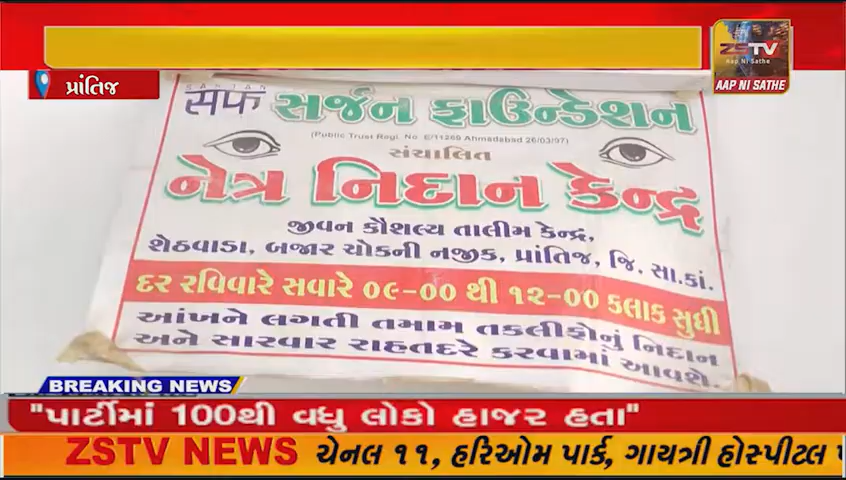 ZSTV
Aap Ni Sathe
AAP NI SATHE
પ્રાંતિજ
સર્ફ સર્જન ફાઉન્ડેશન
(Public Trust Regi. No. E/11269 Ahmadabad 26/03/97)
સંચાલિત
નેત્ર નિદાન કેન્દ્ર
જીવન કૌશલ્ય તાલીમ કેન્દ્ર,
શેઠવાડા, બજાર ચોકની નજીક, પ્રાંતિજ, જિ. સા.કાં.
દર રવિવારે સવારે ૦૯-૦૦ થી ૧૨-૦૦ કલાક સુધી
આંખને લગતી તમામ તકલીફોનું નિદાન
અને સારવાર રાહતદરે કરવામાં આવશે.
BREAKING NEWS
"પાર્ટીમાં 100થી વધુ લોકો હાજર હતા"
ZSTV NEWS ચેનલ ૧૧, હરિઓમ પાર્ક, ગાયત્રી હોસ્પીટલ